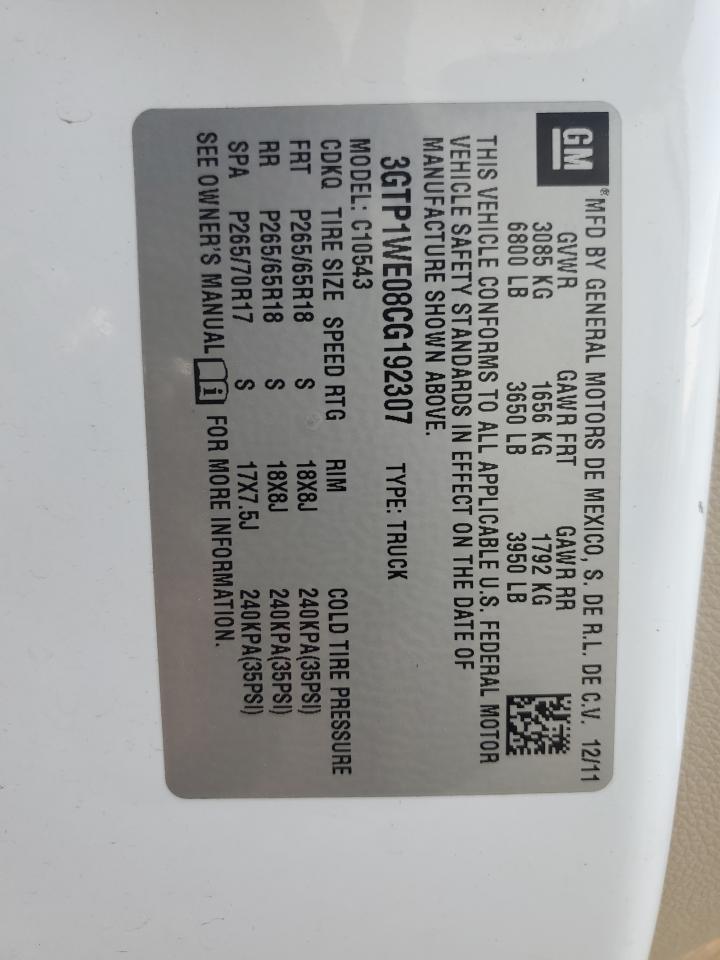 GM
® MFD BY GENERAL MOTORS DE MEXICO, S. DE R.L. DE C.V. 12/11
GVWR GAWR FRT GAWR RR
3085 KG 1656 KG 1792 KG
6800 LB 3650 LB 3950 LB
THIS VEHICLE CONFORMS TO ALL APPLICABLE U.S. FEDERAL MOTOR
VEHICLE SAFETY STANDARDS IN EFFECT ON THE DATE OF
MANUFACTURE SHOWN ABOVE.
3GTP1WE08CG192307 TYPE: TRUCK
MODEL: C10543
CDKQ TIRE SIZE SPEED RTG RIM COLD TIRE PRESSURE
FRT P265/65R18 S 18X8J 240KPA(35PSI)
RR P265/65R18 S 18X8J 240KPA(35PSI)
SPA P265/70R17 S 17X7.5J 240KPA(35PSI)
SEE OWNER'S MANUAL i FOR MORE INFORMATION.